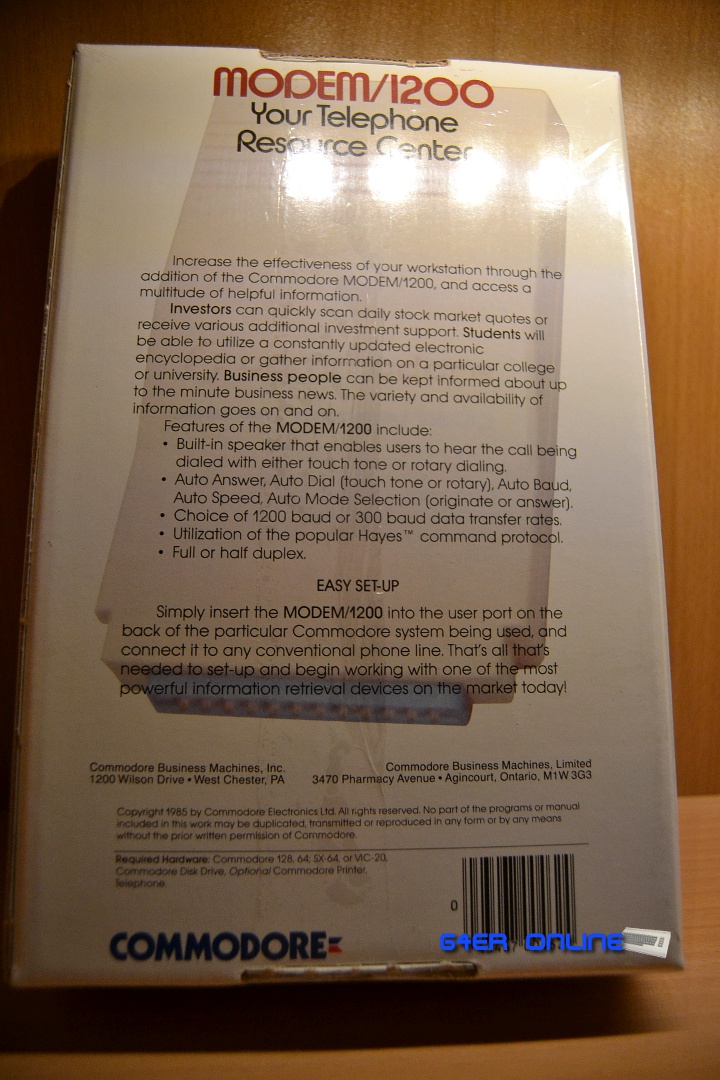 MODEM/1200
Your Telephone
Resource Center
Increase the effectiveness of your workstation through the
addition of the Commodore MODEM/1200, and access a
multitude of helpful information.
Investors can quickly scan daily stock market quotes or
receive various additional investment support. Students will
be able to utilize a constantly updated electronic
encyclopedia or gather information on a particular college
or university. Business people can be kept informed about up
to the minute business news. The variety and availability of
information goes on and on.
Features of the MODEM/1200 include:
• Built-in speaker that enables users to hear the call being
dialed with either touch tone or rotary dialing.
• Auto Answer, Auto Dial (touch tone or rotary), Auto Baud,
Auto Speed, Auto Mode Selection (originate or answer).
• Choice of 1200 baud or 300 baud data transfer rates.
• Utilization of the popular Hayes™ command protocol.
• Full or half duplex.
EASY SET-UP
Simply insert the MODEM/1200 into the user port on the
back of the particular Commodore system being used, and
connect it to any conventional phone line. That's all that's
needed to set-up and begin working with one of the most
powerful information retrieval devices on the market today!
Commodore Business Machines, Inc.
1200 Wilson Drive • West Chester, PA
Commodore Business Machines, Limited
3470 Pharmacy Avenue • Agincourt, Ontario, M1W 3G3
Copyright 1985 by Commodore Electronics Ltd. All rights reserved. No part of the programs or manual
included in this work may be duplicated, transmitted or reproduced in any form or by any means
without the prior written permission of Commodore.
Required Hardware: Commodore 128, 64, SX-64, or VIC-20,
Commodore Disk Drive, Optional Commodore Printer,
Telephone.
0
COMMODORE
64ER ONLINE